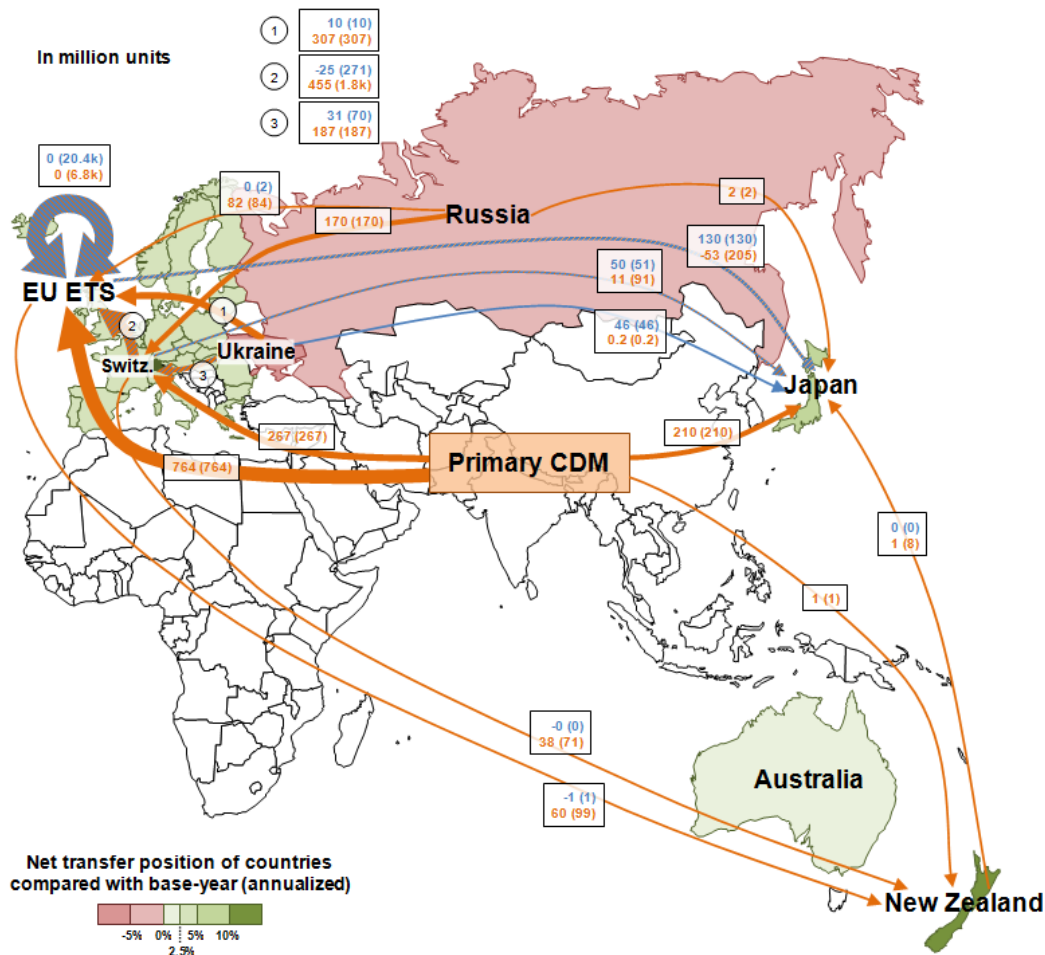 1
10 (10)
307 (307)
In million units
2
-25 (271)
455 (1.8k)
3
31 (70)
187 (187)
0 (20.4k)
0 (6.8k)
0 (2)
82 (84)
2 (2)
170 (170)
Russia
130 (130)
-53 (205)
50 (51)
11 (91)
EU ETS
1
2
46 (46)
0.2 (0.2)
Ukraine
Switz.
3
Japan
267 (267)
210 (210)
764 (764)
Primary CDM
0 (0)
1 (8)
1 (1)
-0 (0)
38 (71)
Australia
-1 (1)
60 (99)
Net transfer position of countries
compared with base-year (annualized)
New Zealand
-5% 0% 5% 10%
2.5%